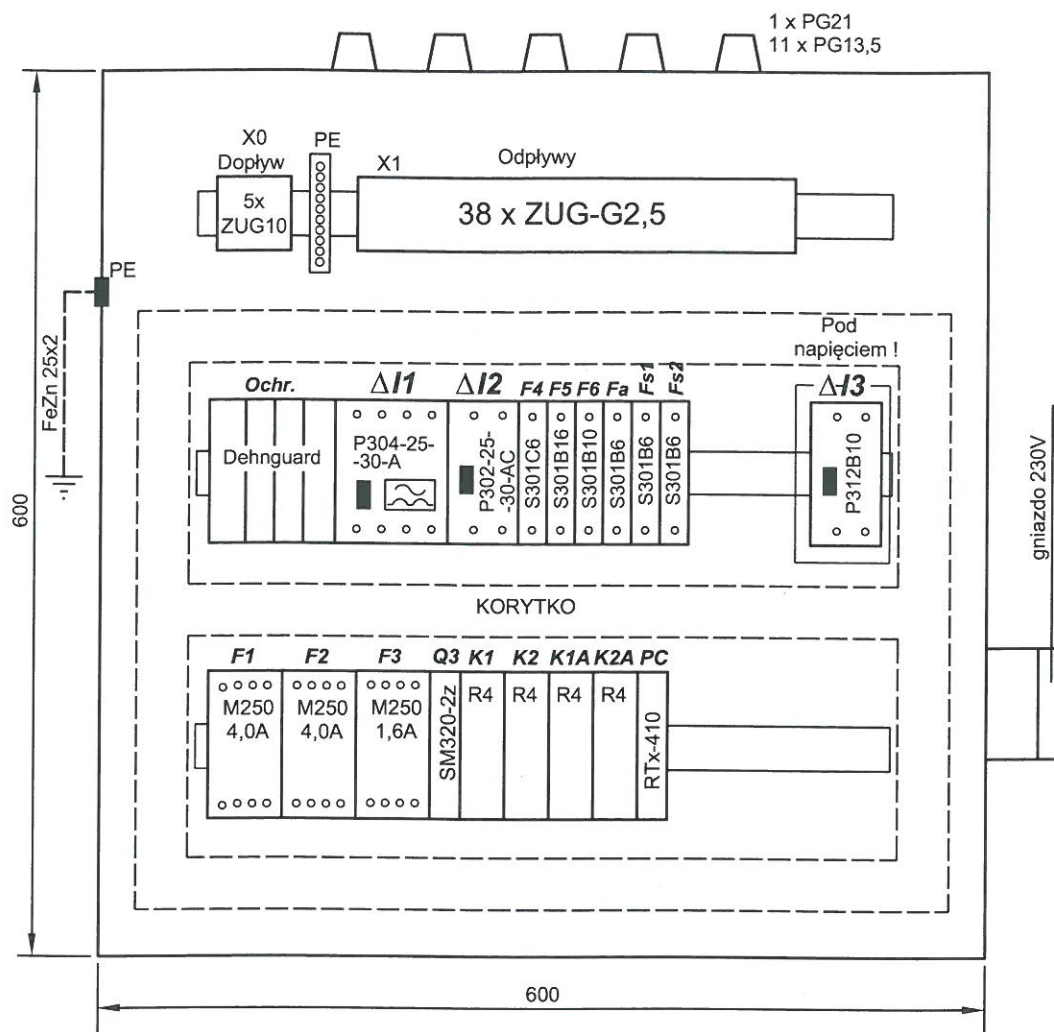 1 x PG21
11 x PG13,5
X0
Dopływ
PE
X1
Odpływy
5x
ZUG10
38 x ZUG-G2,5
PE
FeZn 25x2
600
Pod
napięciem !
Ochr.
ΔI1
ΔI2
F4
F5
F6
Fa
Fs1
Fs2
ΔI3
Dehnguard
P304-25-
-30-A
P302-25-
-30-AC
S301C6
S301B16
S301B10
S301B6
S301B6
S301B6
P312B10
gniazdo 230V
KORYTKO
F1
F2
F3
Q3
K1
K2
K1A
K2A
PC
M250
4,0A
M250
4,0A
M250
1,6A
SM320-2z
R4
R4
R4
R4
RTx-410
600